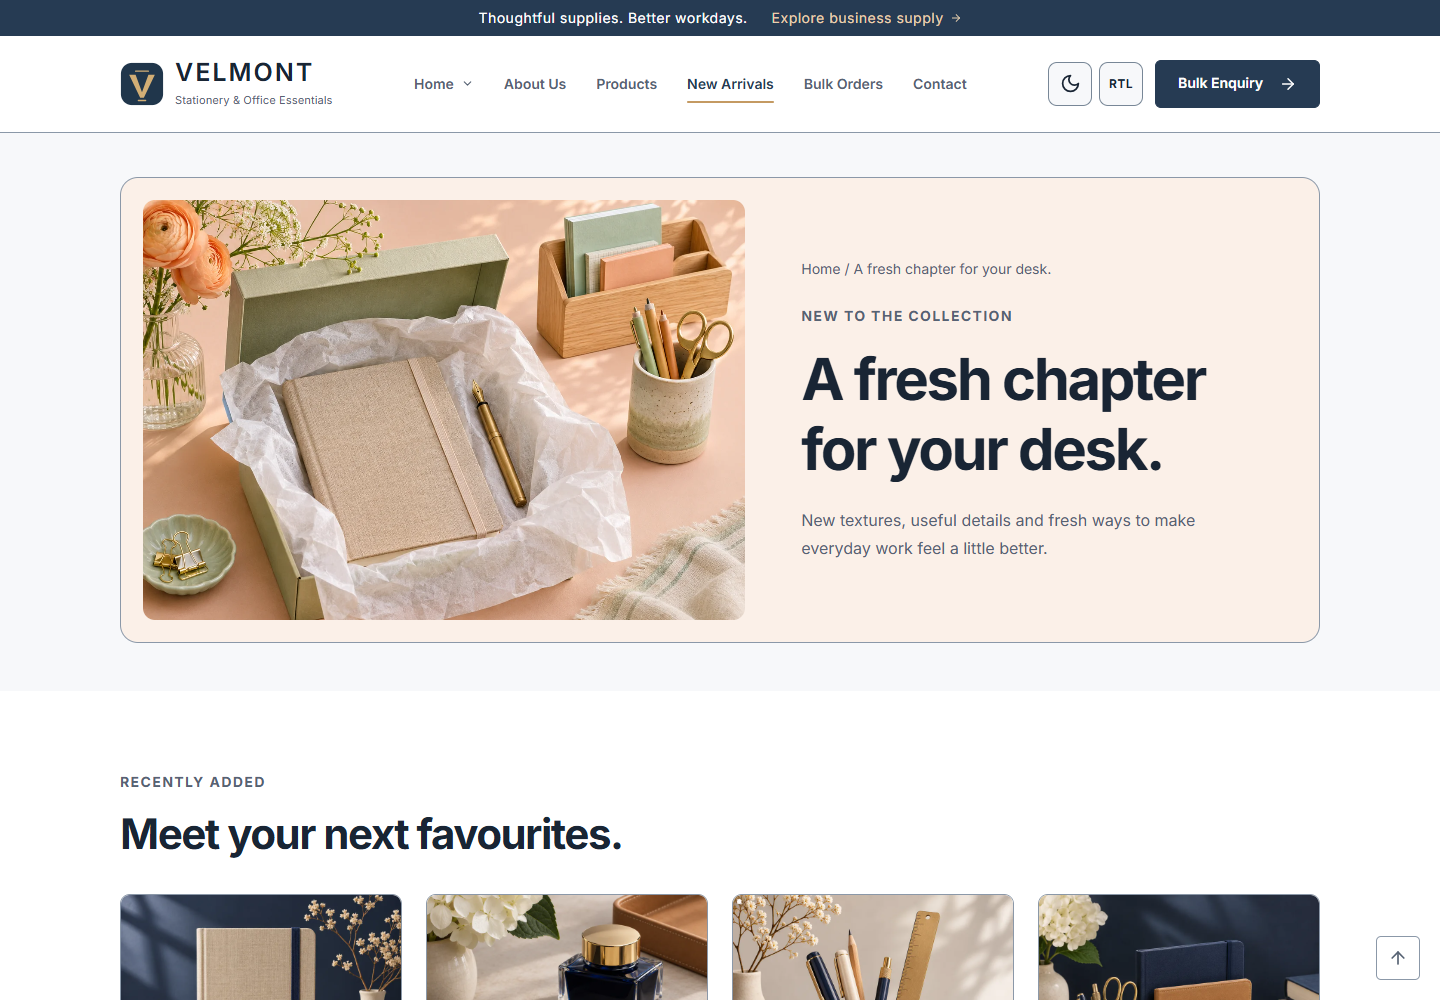 Thoughtful supplies. Better workdays. Explore business supply →
VELMONT
Stationery & Office Essentials
Home About Us Products New Arrivals Bulk Orders Contact
RTL
Bulk Enquiry →
Home / A fresh chapter for your desk.
NEW TO THE COLLECTION
A fresh chapter
for your desk.
New textures, useful details and fresh ways to make
everyday work feel a little better.
RECENTLY ADDED
Meet your next favourites.